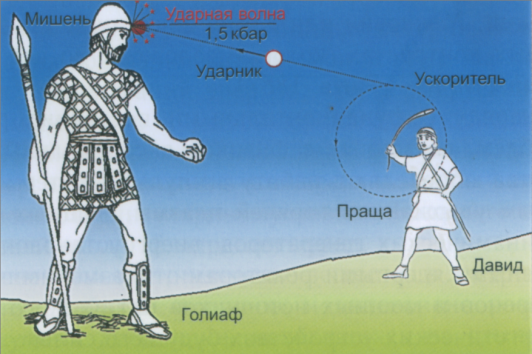 Мишень
Ударная волна
1,5 кбар
Ударник
Ускоритель
Праща
Давид
Голиаф